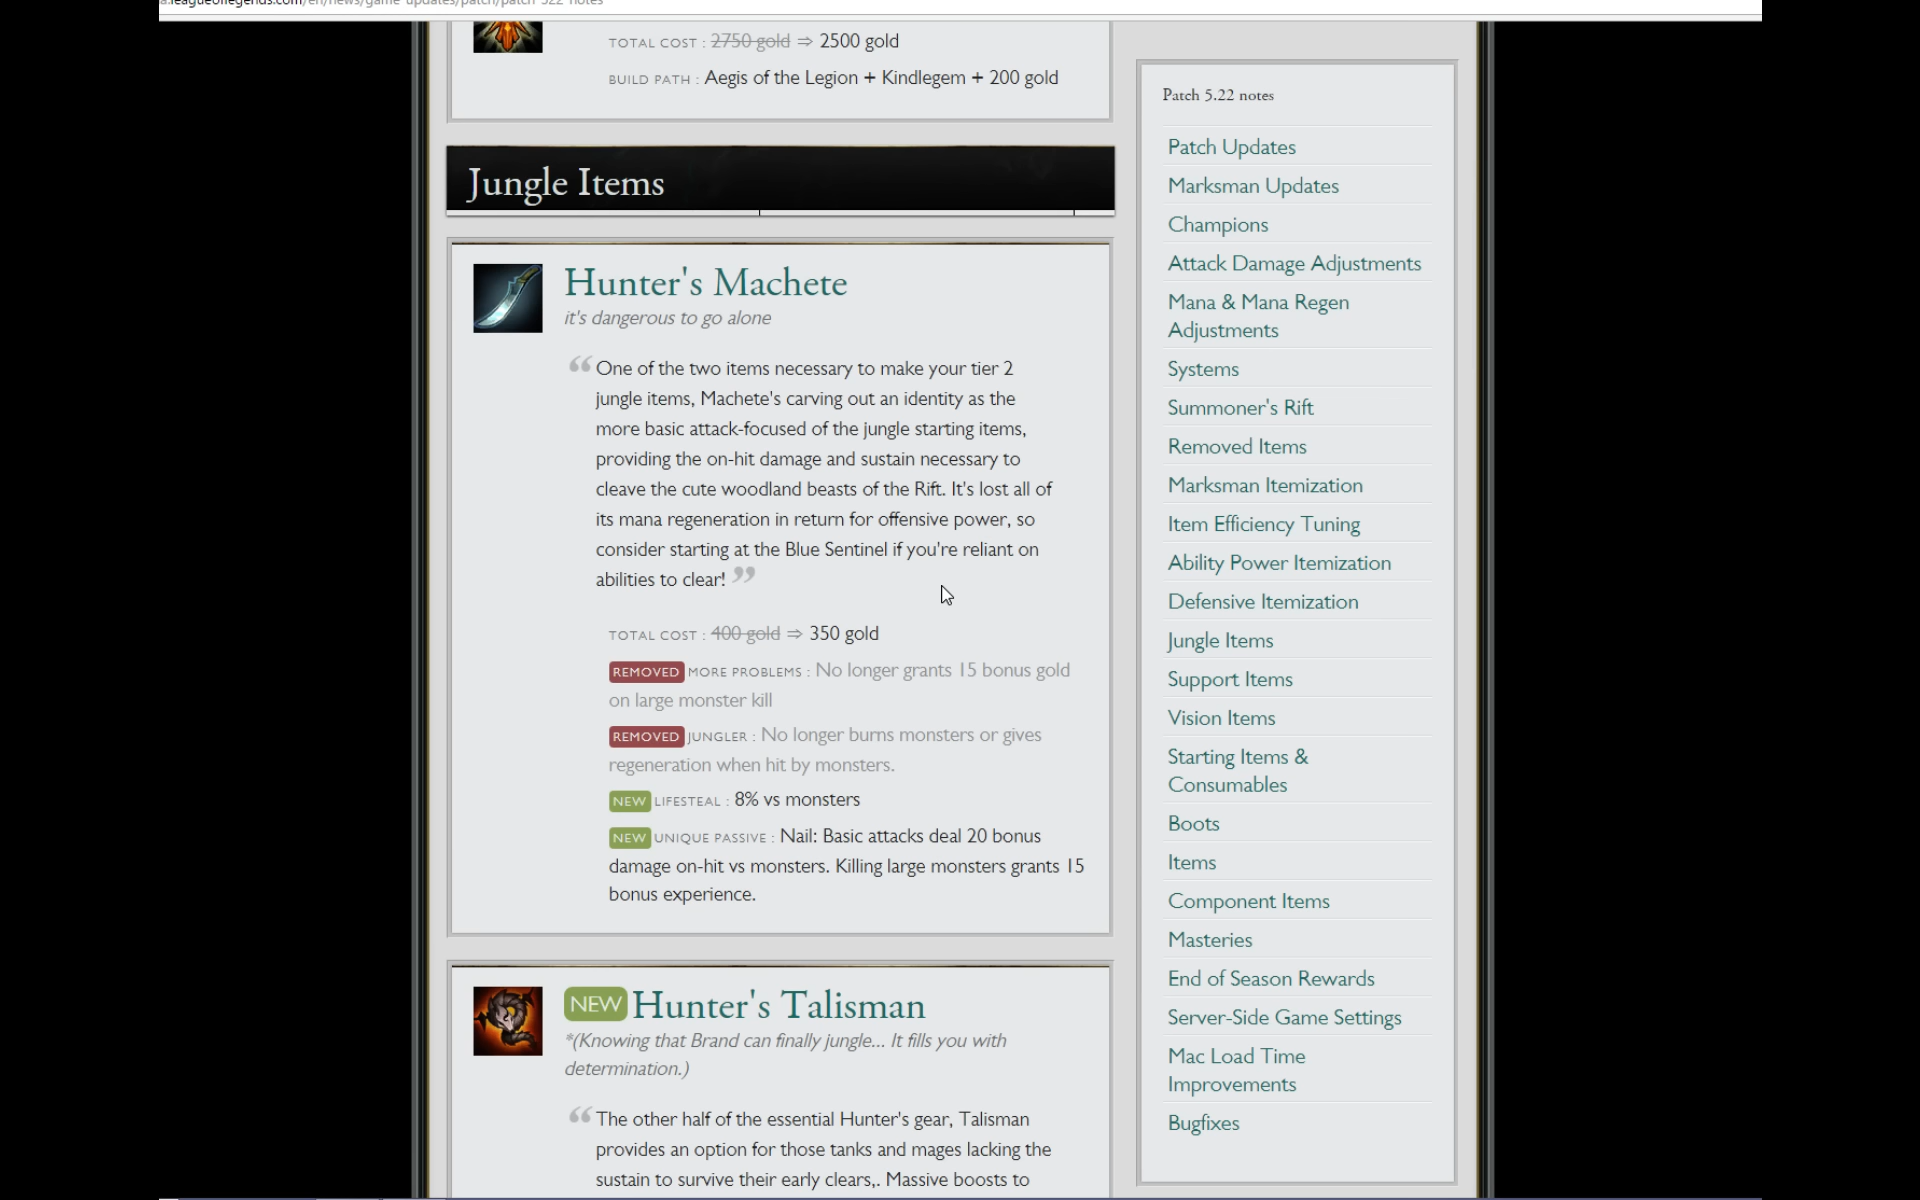 a.leagueoflegends.com/en/news/game-updates/patch/patch-522-notes
TOTAL COST : 2750 gold ⇒ 2500 gold
BUILD PATH : Aegis of the Legion + Kindlegem + 200 gold
Jungle Items
Hunter's Machete
it's dangerous to go alone
“One of the two items necessary to make your tier 2
jungle items, Machete's carving out an identity as the
more basic attack-focused of the jungle starting items,
providing the on-hit damage and sustain necessary to
cleave the cute woodland beasts of the Rift. It's lost all of
its mana regeneration in return for offensive power, so
consider starting at the Blue Sentinel if you're reliant on
abilities to clear!”
TOTAL COST : 400 gold ⇒ 350 gold
REMOVED MORE PROBLEMS : No longer grants 15 bonus gold
on large monster kill
REMOVED JUNGLER : No longer burns monsters or gives
regeneration when hit by monsters.
NEW LIFESTEAL : 8% vs monsters
NEW UNIQUE PASSIVE : Nail: Basic attacks deal 20 bonus
damage on-hit vs monsters. Killing large monsters grants 15
bonus experience.
NEW Hunter's Talisman
*(Knowing that Brand can finally jungle... It fills you with
determination.)
“The other half of the essential Hunter's gear, Talisman
provides an option for those tanks and mages lacking the
sustain to survive their early clears,. Massive boosts to
Patch 5.22 notes
Patch Updates
Marksman Updates
Champions
Attack Damage Adjustments
Mana & Mana Regen
Adjustments
Systems
Summoner's Rift
Removed Items
Marksman Itemization
Item Efficiency Tuning
Ability Power Itemization
Defensive Itemization
Jungle Items
Support Items
Vision Items
Starting Items &
Consumables
Boots
Items
Component Items
Masteries
End of Season Rewards
Server-Side Game Settings
Mac Load Time
Improvements
Bugfixes